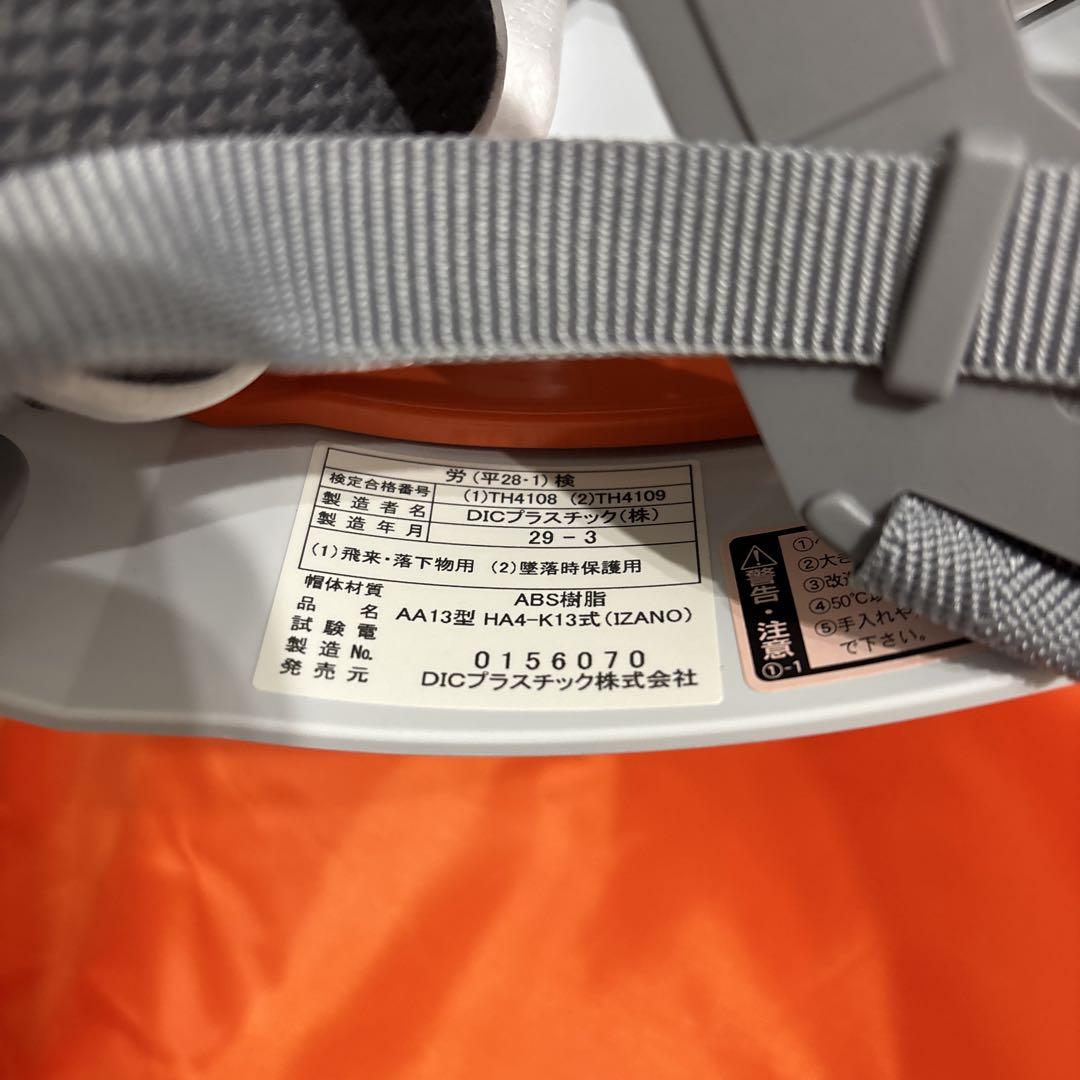 労(平28-1)検
検定合格番号 (1)TH4108 (2)TH4109
製造者名 DICプラスチック(株)
製造年月 29-3
(1)飛来・落下物用 (2)墜落時保護用
帽体材質 ABS樹脂
品名 AA13型 HA4-K13式(IZANO)
試験電
製造No. 0156070
発売元 DICプラスチック株式会社
警告・注意
①-1
①
②大
③改
④50℃
⑤手入れや
で下さい。